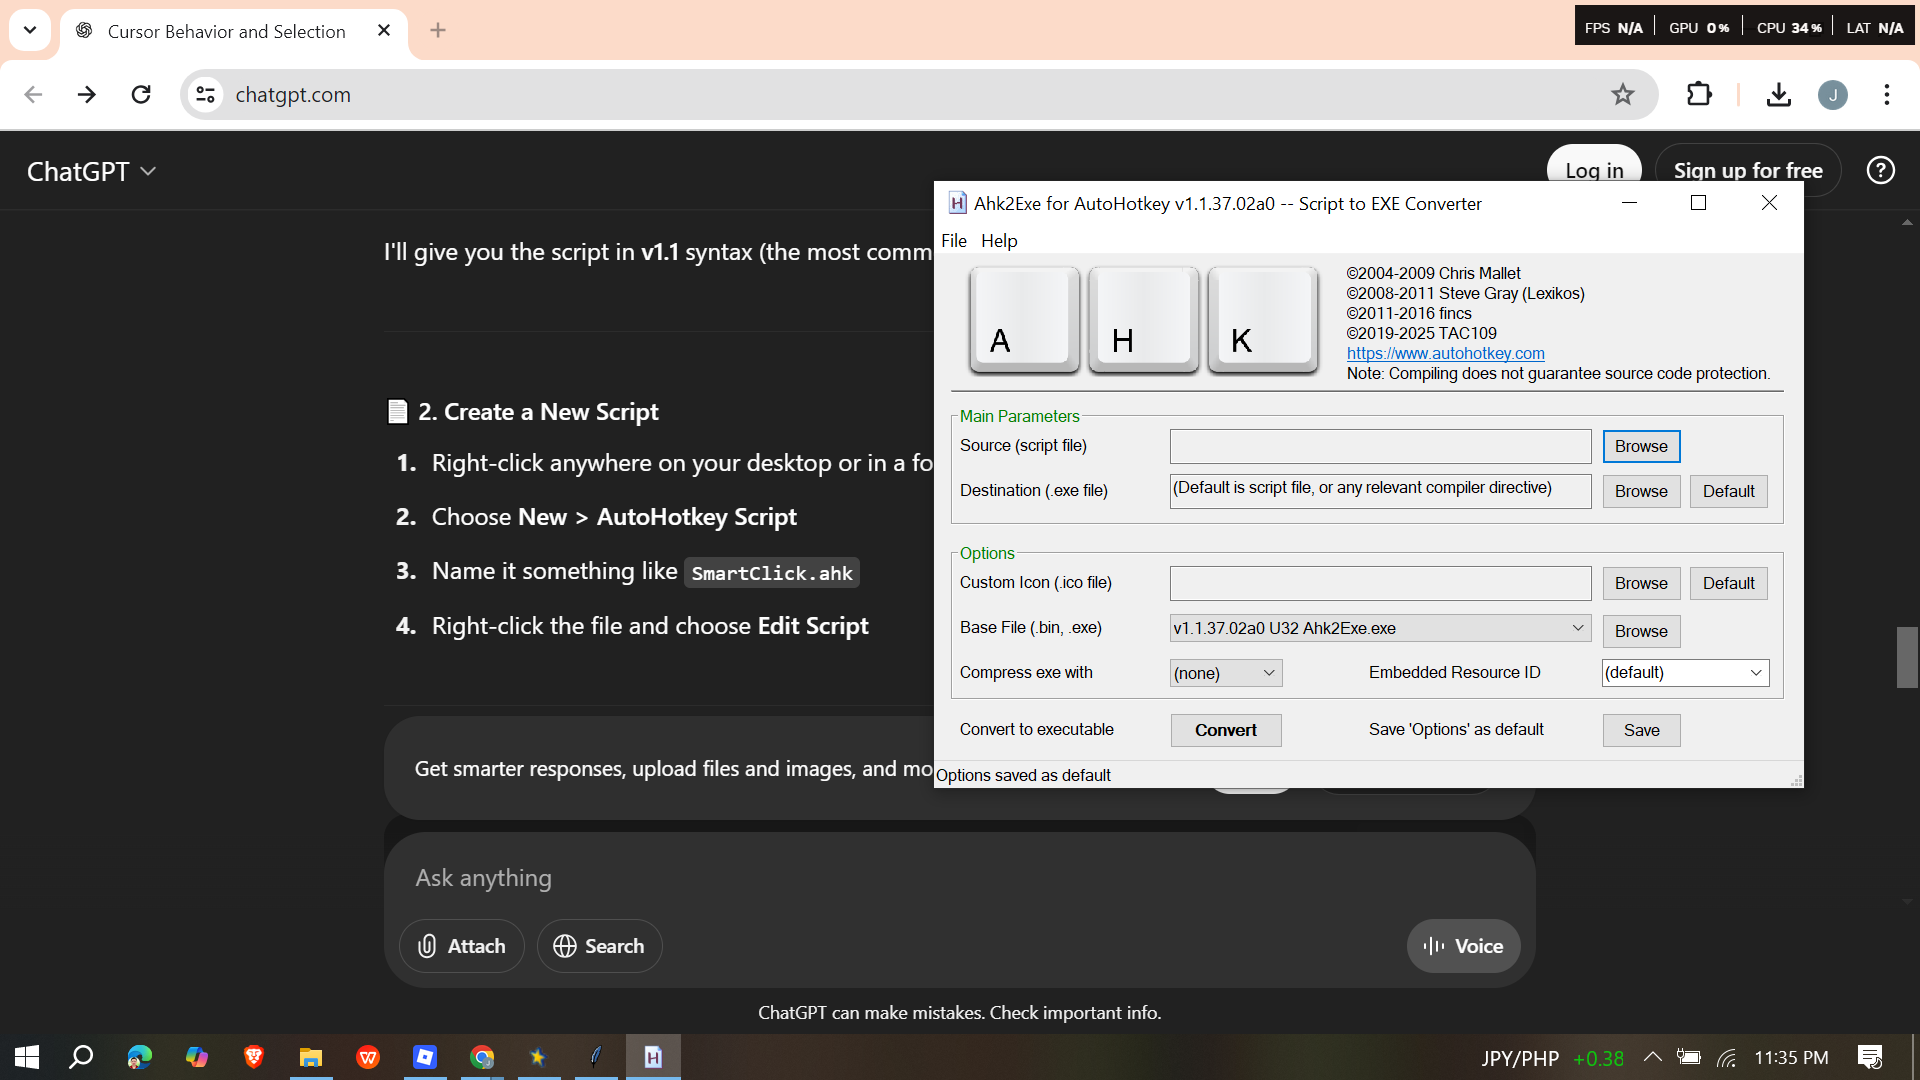 Cursor Behavior and Selection
FPS N/A GPU 0% CPU 34% LAT N/A
chatgpt.com
J
ChatGPT
Log in
Sign up for free
I'll give you the script in v1.1 syntax (the most comm
2. Create a New Script
1. Right-click anywhere on your desktop or in a fo
2. Choose New > AutoHotkey Script
3. Name it something like SmartClick.ahk
4. Right-click the file and choose Edit Script
Get smarter responses, upload files and images, and mo
Ask anything
Attach
Search
Voice
ChatGPT can make mistakes. Check important info.
H
Ahk2Exe for AutoHotkey v1.1.37.02a0 -- Script to EXE Converter
File Help
A H K
©2004-2009 Chris Mallet
©2008-2011 Steve Gray (Lexikos)
©2011-2016 fincs
©2019-2025 TAC109
https://www.autohotkey.com
Note: Compiling does not guarantee source code protection.
Main Parameters
Source (script file) Browse
Destination (.exe file) (Default is script file, or any relevant compiler directive) Browse Default
Options
Custom Icon (.ico file) Browse Default
Base File (.bin, .exe) v1.1.37.02a0 U32 Ahk2Exe.exe Browse
Compress exe with (none) Embedded Resource ID (default)
Convert to executable Convert Save 'Options' as default Save
Options saved as default
W H
JPY/PHP +0.38 11:35 PM